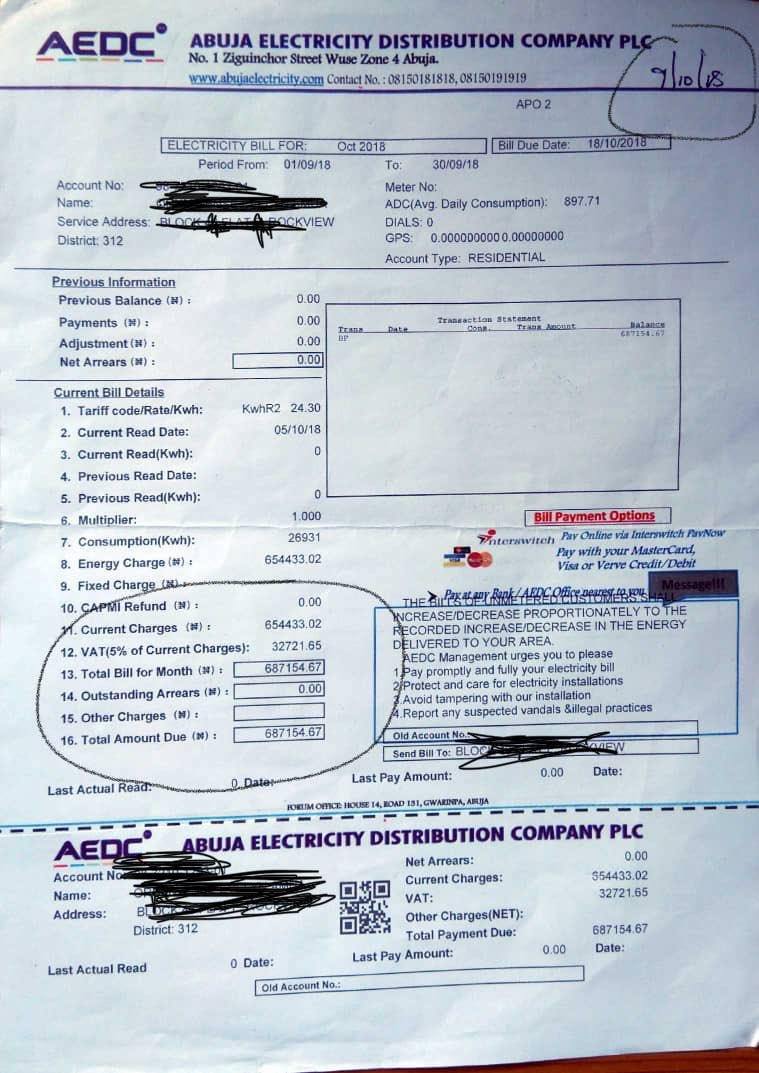 AEDC
ABUJA ELECTRICITY DISTRIBUTION COMPANY PLC
No. 1 Ziguinchor Street Wuse Zone 4 Abuja.
www.abujaelectricity.com Contact No. : 08150181818, 08150191919
9/10/18
APO 2
ELECTRICITY BILL FOR: Oct 2018 Bill Due Date: 18/10/2018
Period From: 01/09/18 To: 30/09/18
Account No: Meter No:
Name: ADC(Avg. Daily Consumption): 897.71
Service Address: BLOCK FLAT ROCKVIEW DIALS: 0
District: 312 GPS: 0.000000000 0.00000000
Account Type: RESIDENTIAL
Previous Information
Previous Balance (₦) : 0.00
Payments (₦) : 0.00
Adjustment (₦) : 0.00
Net Arrears (₦) : 0.00
Transaction Statement
Trans Date Cons. Trans Amount Balance
BF 687154.67
Current Bill Details
1. Tariff code/Rate/Kwh: KwhR2 24.30
2. Current Read Date: 05/10/18
3. Current Read(Kwh): 0
4. Previous Read Date:
5. Previous Read(Kwh): 0
6. Multiplier: 1.000
7. Consumption(Kwh): 26931
8. Energy Charge (₦) : 654433.02
9. Fixed Charge (₦) :
10. CAPMI Refund (₦) : 0.00
11. Current Charges (₦) : 654433.02
12. VAT(5% of Current Charges): 32721.65
13. Total Bill for Month (₦) : 687154.67
14. Outstanding Arrears (₦) : 0.00
15. Other Charges (₦) :
16. Total Amount Due (₦) : 687154.67
Last Actual Read: 0 Date:
Bill Payment Options
Interswitch Pay Online via Interswitch PayNow
Pay with your MasterCard,
Visa or Verve Credit/Debit
Pay at any Bank / AEDC Office nearest to you
Message!!!
THE BILLS OF UNMETERED CUSTOMERS SHALL
INCREASE/DECREASE PROPORTIONATELY TO THE
RECORDED INCREASE/DECREASE IN THE ENERGY
DELIVERED TO YOUR AREA.
AEDC Management urges you to please
1.Pay promptly and fully your electricity bill
2.Protect and care for electricity installations
3.Avoid tampering with our installation
4.Report any suspected vandals &illegal practices
Old Account No.:
Send Bill To: BLOCK ROCKVIEW
Last Pay Amount: 0.00 Date:
FORUM OFFICE: HOUSE 14, ROAD 131, GWARINPA, ABUJA
AEDC
ABUJA ELECTRICITY DISTRIBUTION COMPANY PLC
Account No
Name:
Address: BLOCK
District: 312
Net Arrears: 0.00
Current Charges: 654433.02
VAT: 32721.65
Other Charges(NET):
Total Payment Due: 687154.67
Last Actual Read 0 Date: Last Pay Amount: 0.00 Date:
Old Account No.: